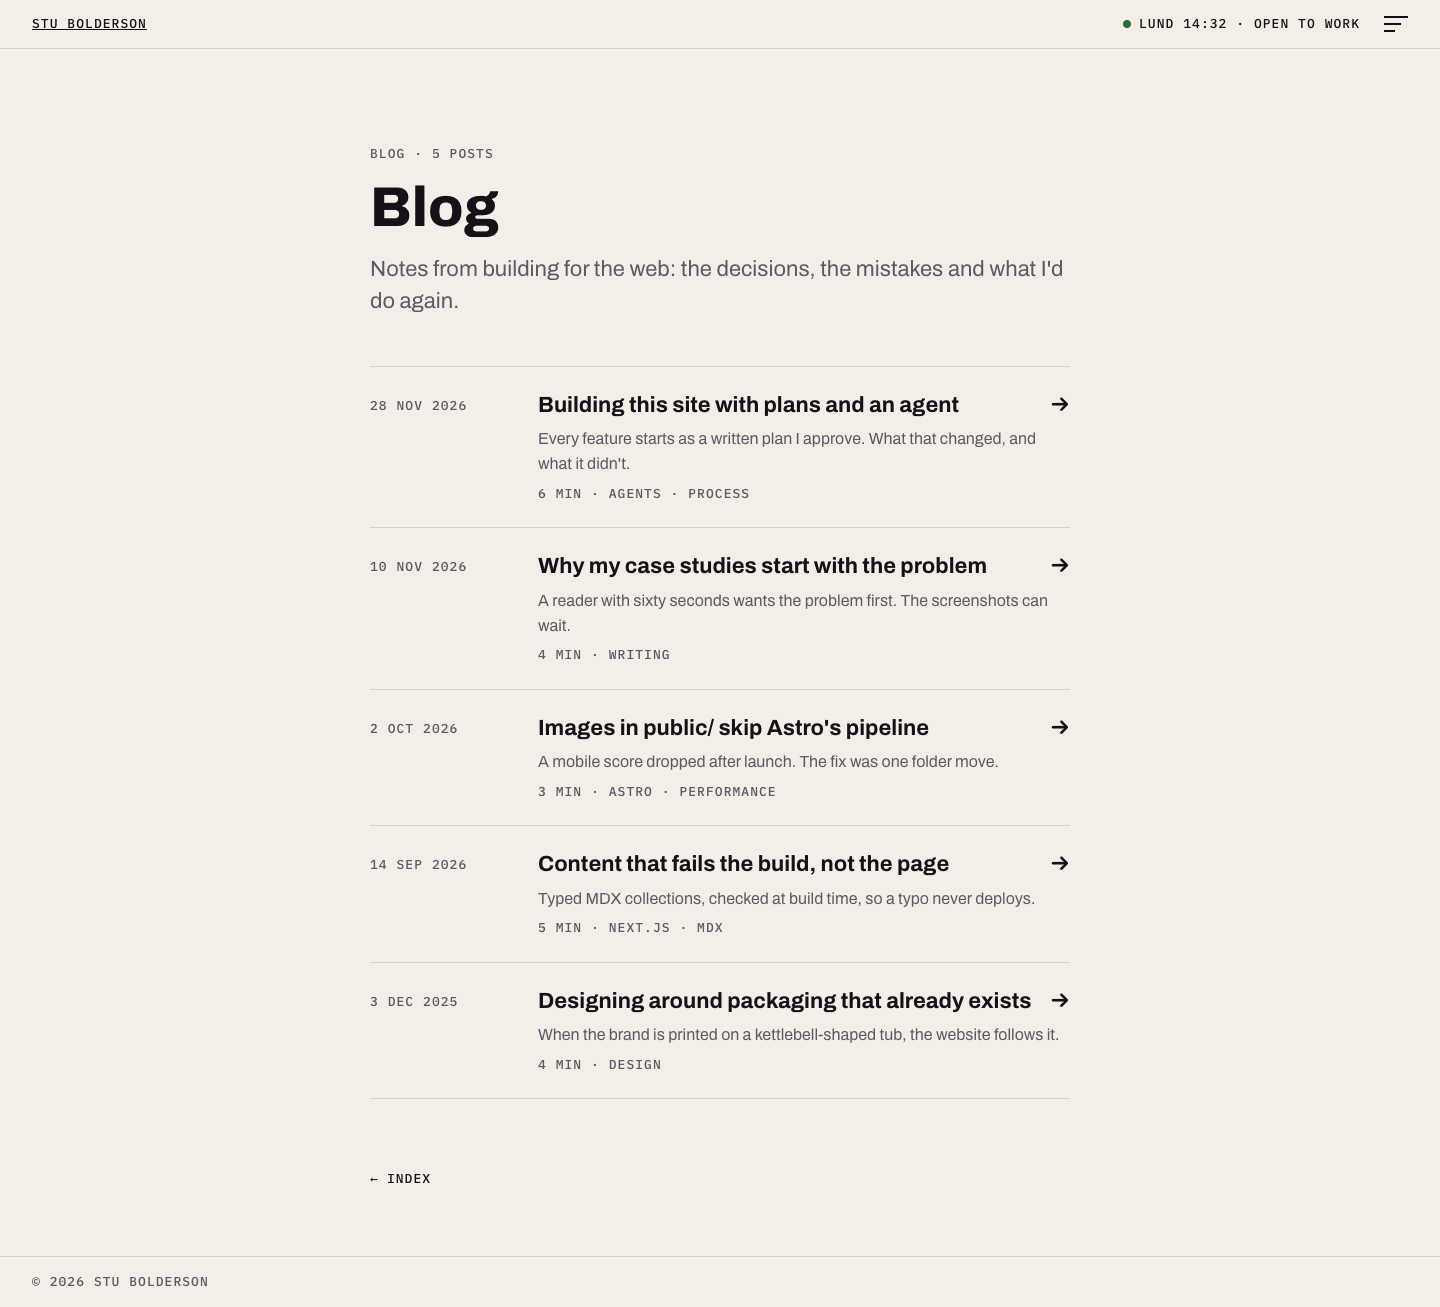 STU BOLDERSON
LUND 14:32 · OPEN TO WORK
BLOG · 5 POSTS
Blog
Notes from building for the web: the decisions, the mistakes and what I'd
do again.
28 NOV 2026
Building this site with plans and an agent →
Every feature starts as a written plan I approve. What that changed, and
what it didn't.
6 MIN · AGENTS · PROCESS
10 NOV 2026
Why my case studies start with the problem →
A reader with sixty seconds wants the problem first. The screenshots can
wait.
4 MIN · WRITING
2 OCT 2026
Images in public/ skip Astro's pipeline →
A mobile score dropped after launch. The fix was one folder move.
3 MIN · ASTRO · PERFORMANCE
14 SEP 2026
Content that fails the build, not the page →
Typed MDX collections, checked at build time, so a typo never deploys.
5 MIN · NEXT.JS · MDX
3 DEC 2025
Designing around packaging that already exists →
When the brand is printed on a kettlebell-shaped tub, the website follows it.
4 MIN · DESIGN
← INDEX
© 2026 STU BOLDERSON